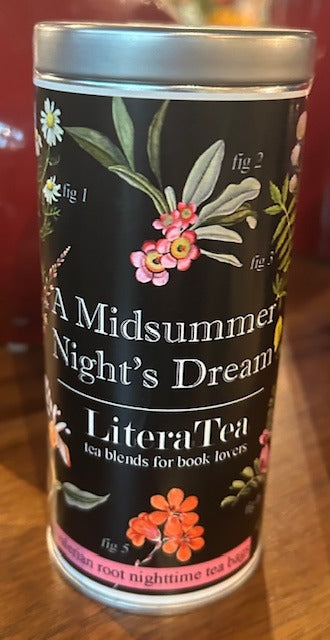 fig 2
fig 1
fig 3
A Midsummer
Night's Dream
LiteraTea
tea blends for book lovers
fig 5
root nighttime tea bags